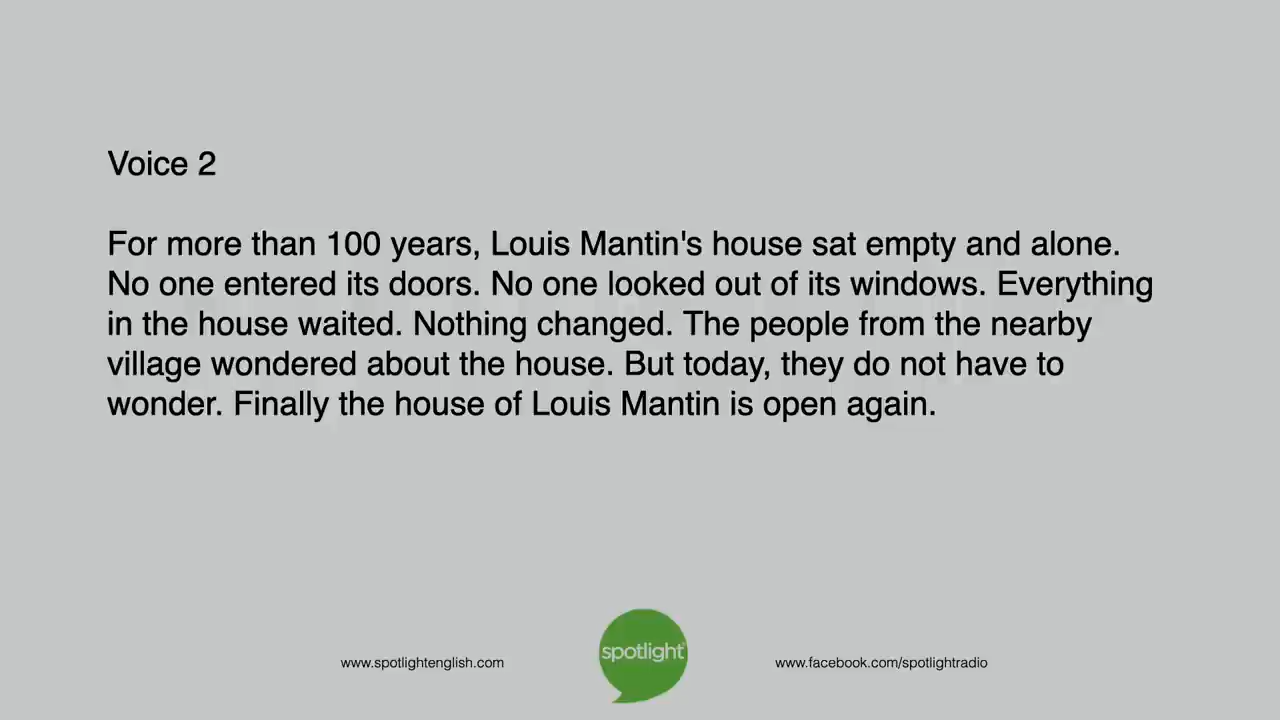 Voice 2
For more than 100 years, Louis Mantin's house sat empty and alone.
No one entered its doors. No one looked out of its windows. Everything
in the house waited. Nothing changed. The people from the nearby
village wondered about the house. But today, they do not have to
wonder. Finally the house of Louis Mantin is open again.
www.spotlightenglish.com
spotlight®
www.facebook.com/spotlightradio